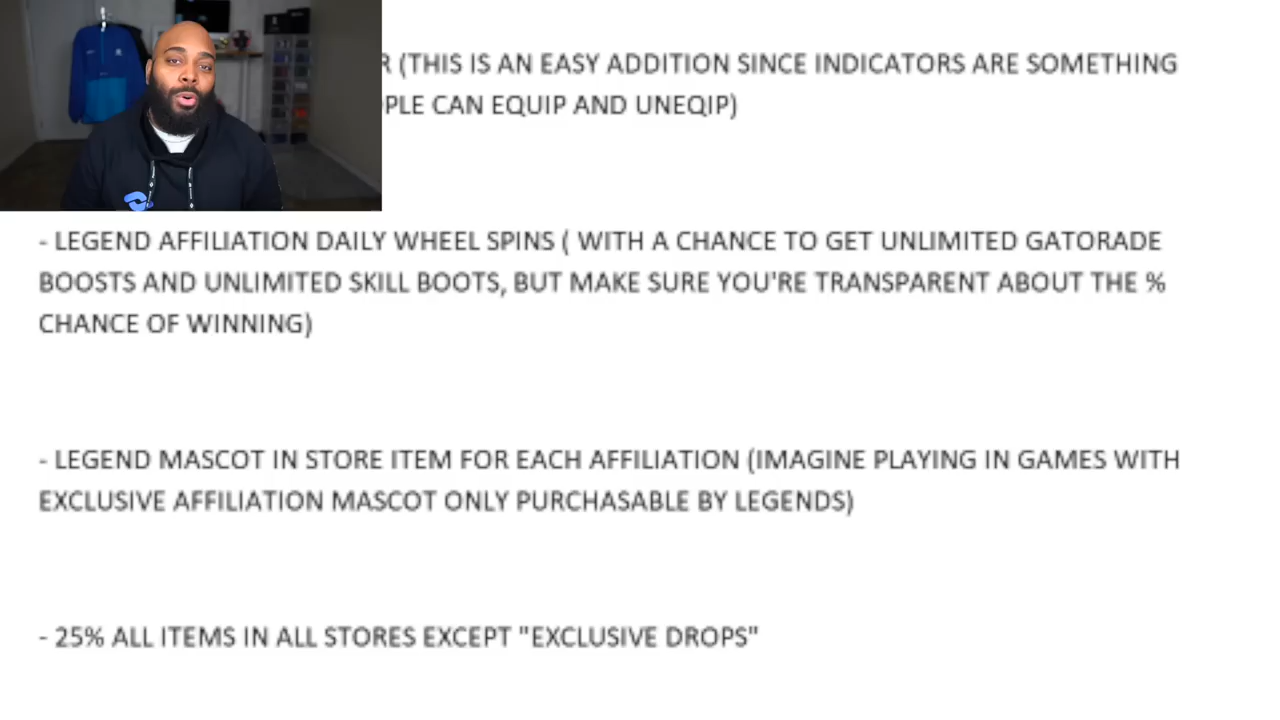 R (THIS IS AN EASY ADDITION SINCE INDICATORS ARE SOMETHING
PLE CAN EQUIP AND UNEQIP)
- LEGEND AFFILIATION DAILY WHEEL SPINS ( WITH A CHANCE TO GET UNLIMITED GATORADE
BOOSTS AND UNLIMITED SKILL BOOTS, BUT MAKE SURE YOU'RE TRANSPARENT ABOUT THE %
CHANCE OF WINNING)
- LEGEND MASCOT IN STORE ITEM FOR EACH AFFILIATION (IMAGINE PLAYING IN GAMES WITH
EXCLUSIVE AFFILIATION MASCOT ONLY PURCHASABLE BY LEGENDS)
- 25% ALL ITEMS IN ALL STORES EXCEPT "EXCLUSIVE DROPS"